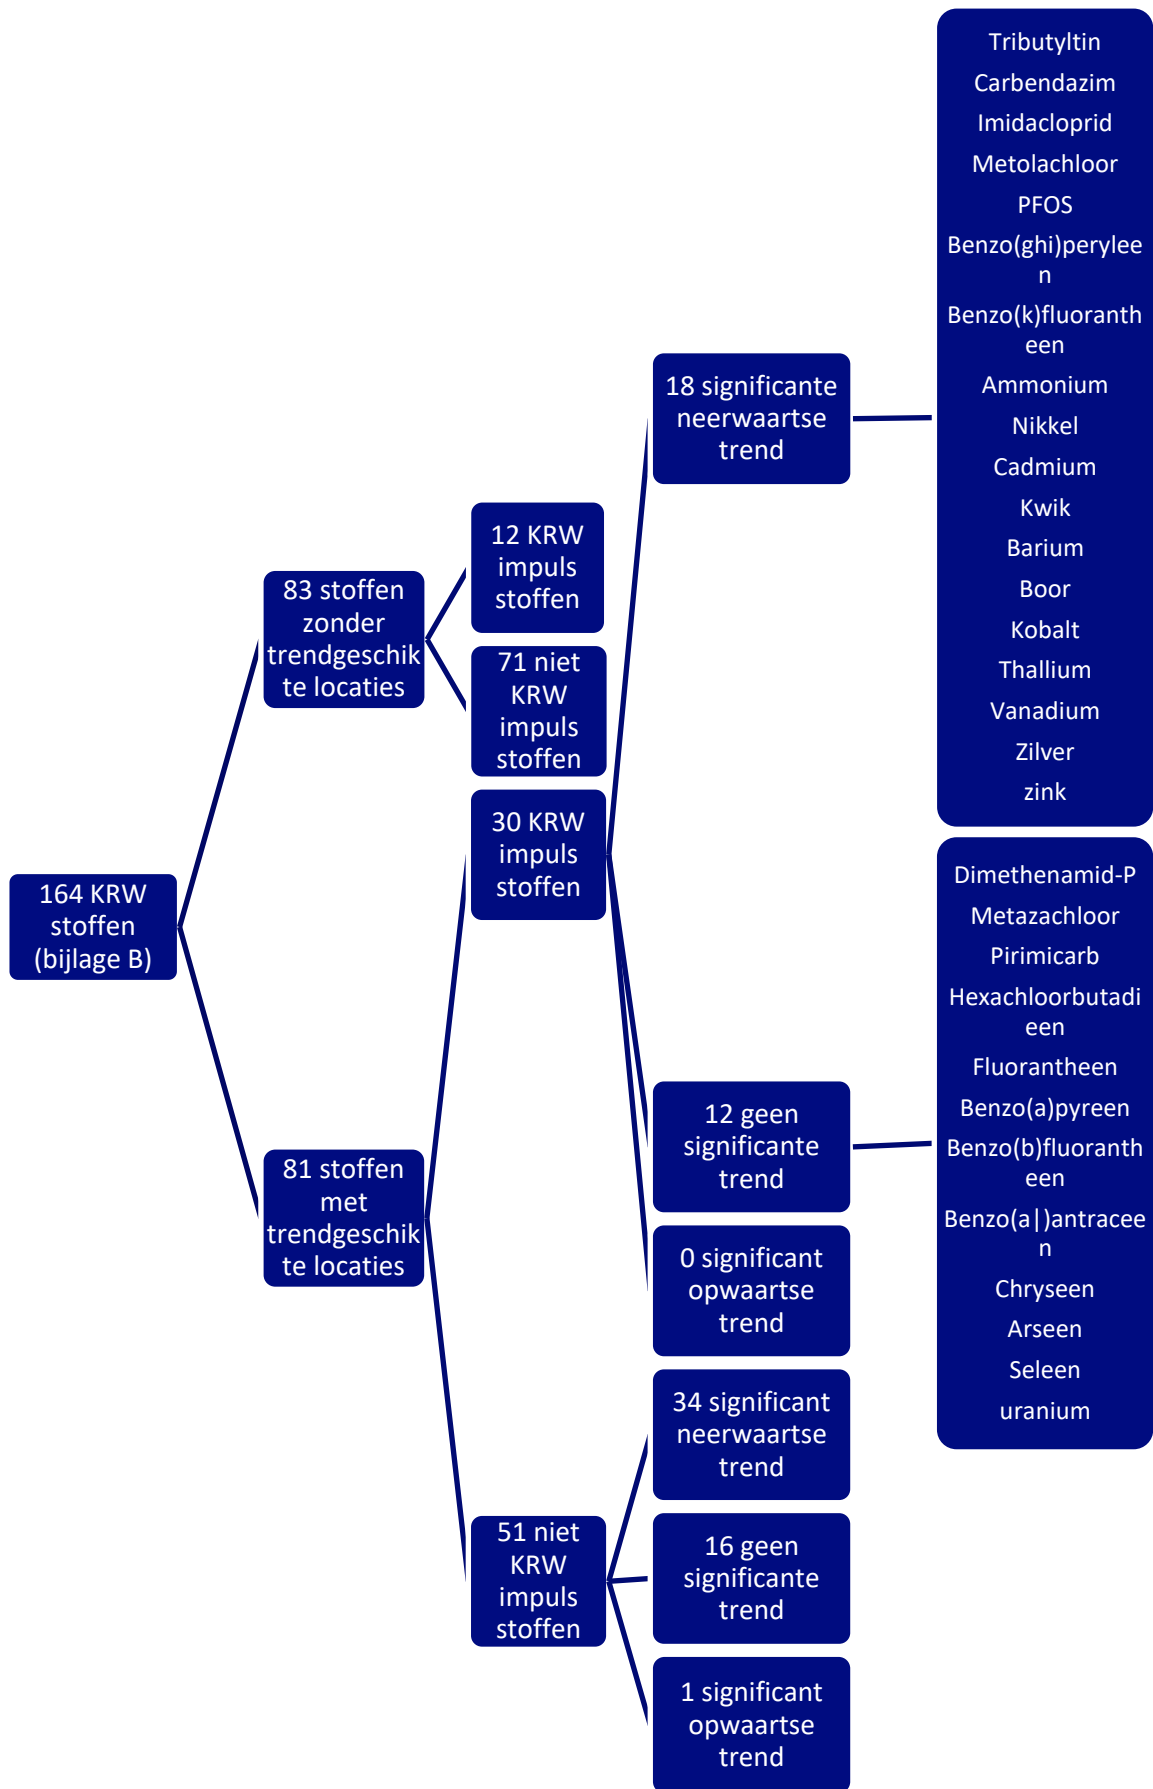 164 KRW
stoffen
(bijlage B)
83 stoffen
zonder
trendgeschik
te locaties
12 KRW
impuls
stoffen
71 niet
KRW
impuls
stoffen
81 stoffen
met
trendgeschik
te locaties
30 KRW
impuls
stoffen
18 significante
neerwaartse
trend
Tributyltin
Carbendazim
Imidacloprid
Metolachloor
PFOS
Benzo(ghi)perylee
n
Benzo(k)fluoranth
een
Ammonium
Nikkel
Cadmium
Kwik
Barium
Boor
Kobalt
Thallium
Vanadium
Zilver
zink
12 geen
significante
trend
Dimethenamid-P
Metazachloor
Pirimicarb
Hexachloorbutadi
een
Fluorantheen
Benzo(a)pyreen
Benzo(b)fluoranth
een
Benzo(a|)antracee
n
Chryseen
Arseen
Seleen
uranium
0 significant
opwaartse
trend
51 niet
KRW
impuls
stoffen
34 significant
neerwaartse
trend
16 geen
significante
trend
1 significant
opwaartse
trend